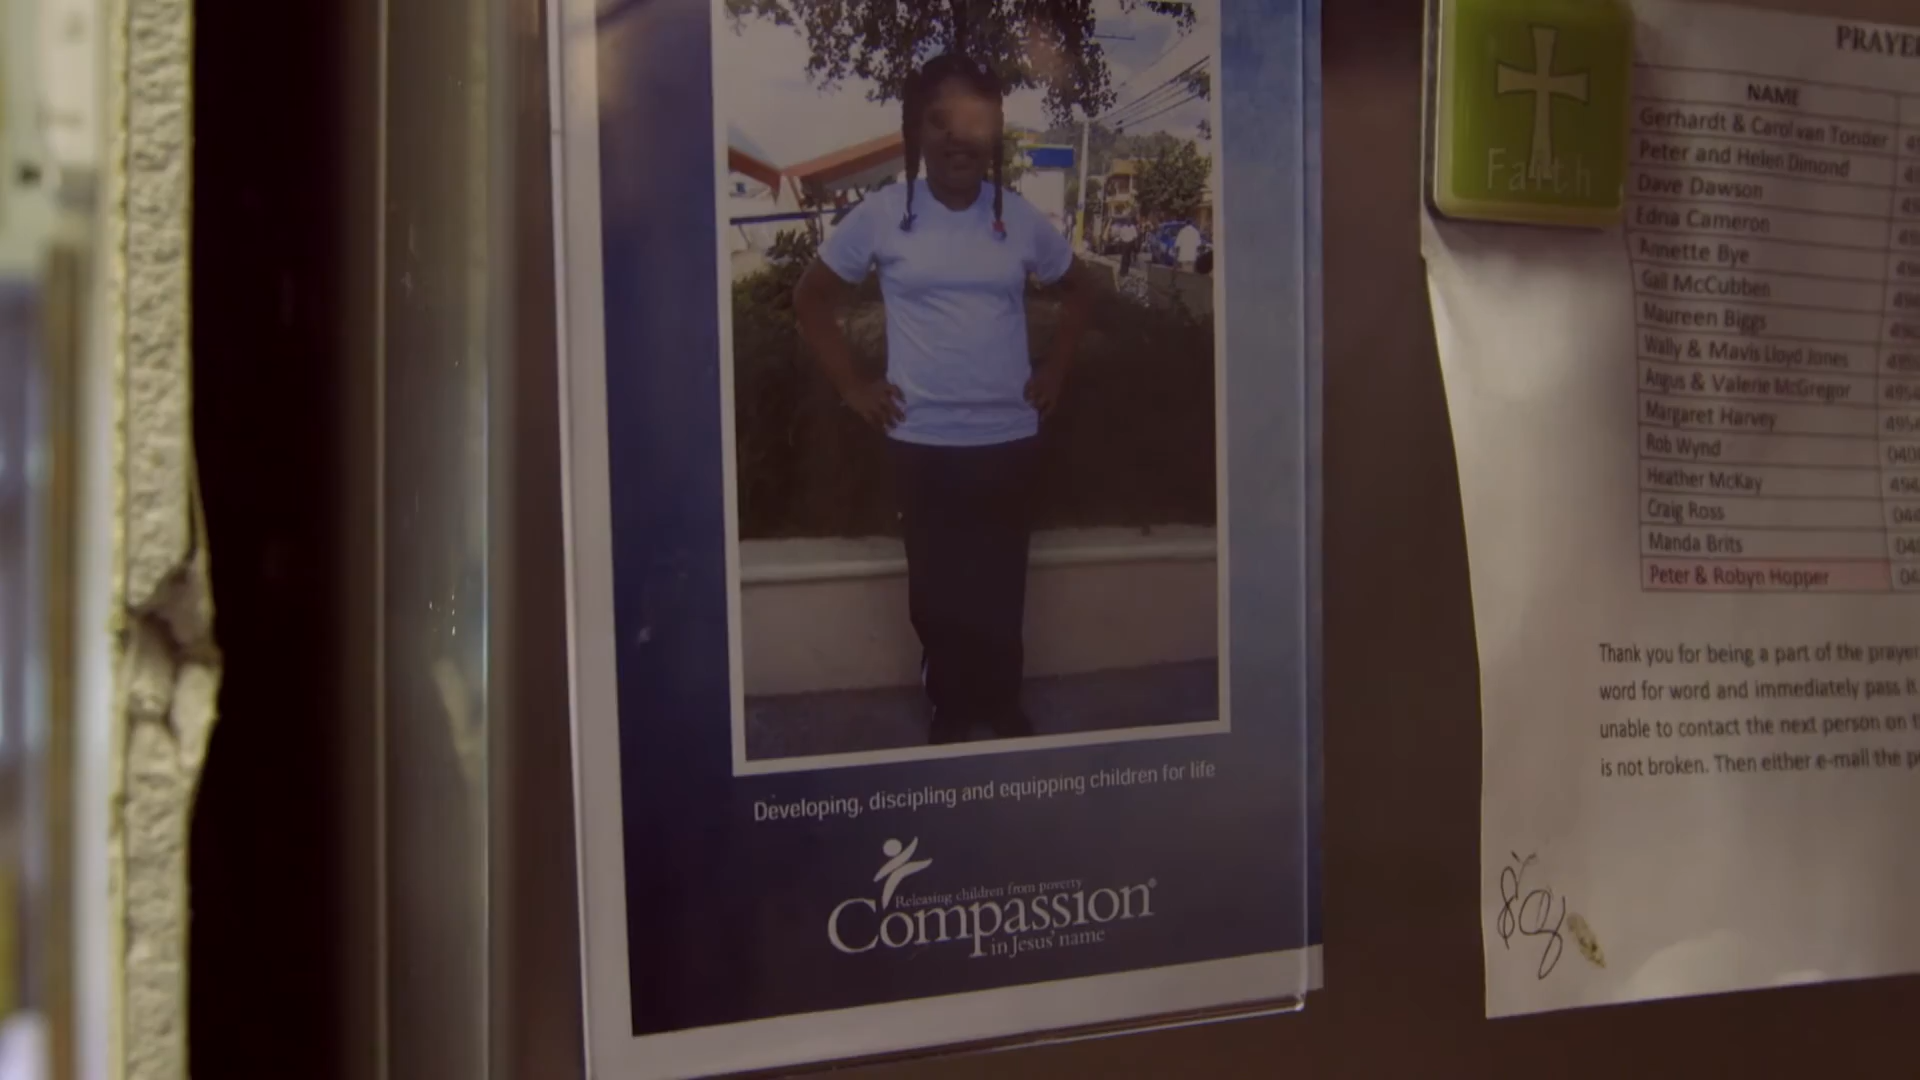 Developing, discipling and equipping children for life
Releasing children from poverty
Compassion®
in Jesus' name
Faith
PRAYE
NAME
Gerhardt & Carol van Tonder
Peter and Helen Dimond
Dave Dawson
Edna Cameron
Annette Bye
Gail McCubben
Maureen Biggs
Wally & Mavis Lloyd Jones
Angus & Valerie McGregor
Margaret Harvey
Rob Wynd
Heather McKay
Craig Ross
Manda Brits
Peter & Robyn Hopper
Thank you for being a part of the prayer
word for word and immediately pass it
unable to contact the next person on
is not broken. Then either e-mail the